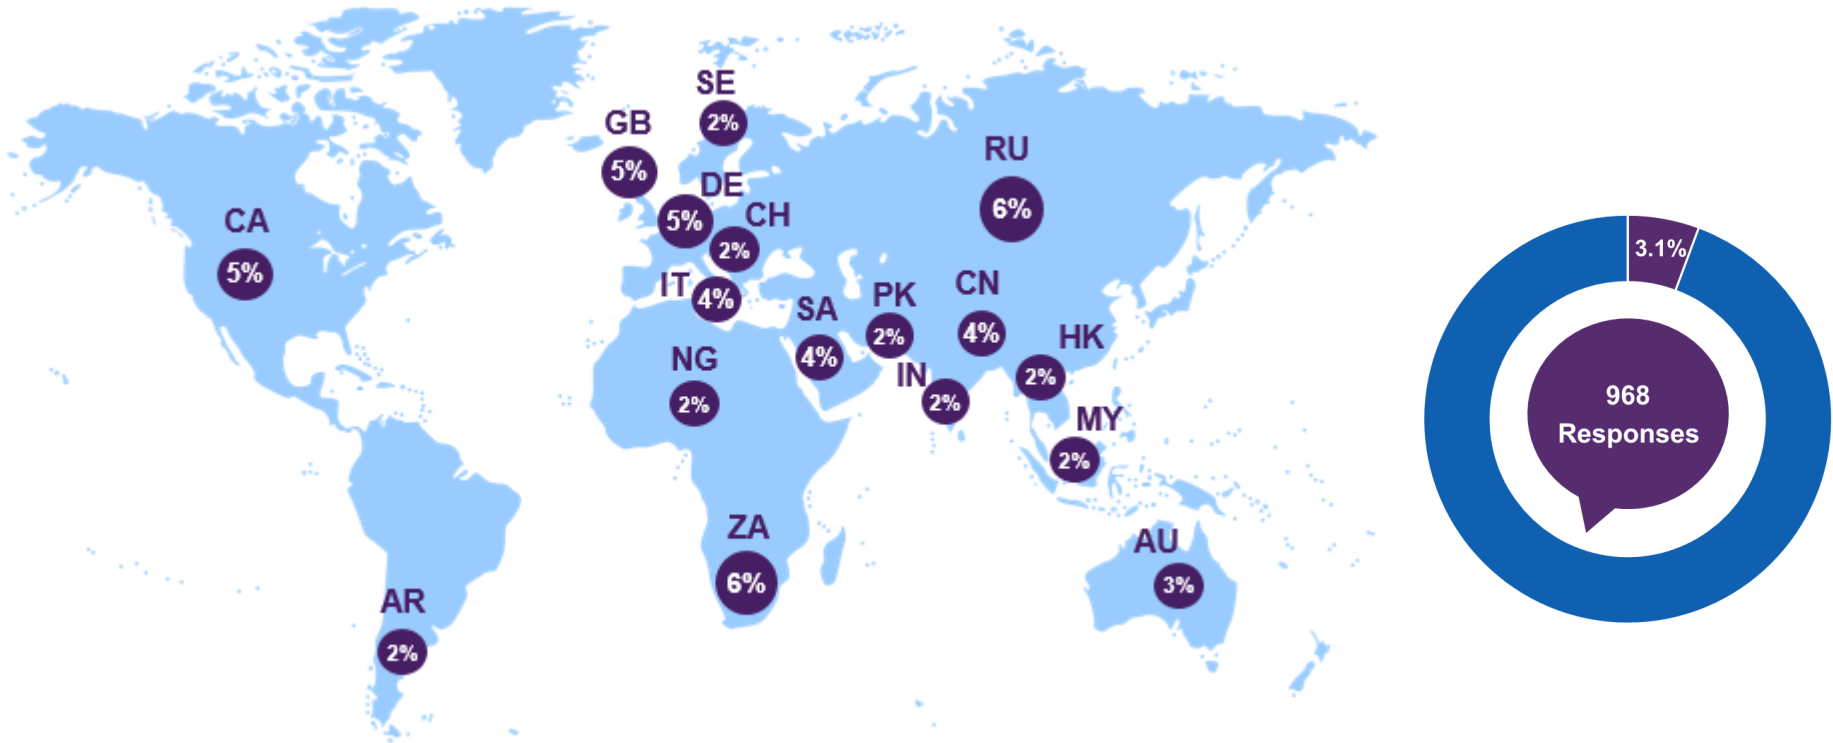 SE
2%
GB
5%
RU
6%
DE
5%
CH
2%
CA
5%
IT
4%
SA
4%
PK
2%
CN
4%
HK
2%
NG
2%
IN
2%
MY
2%
ZA
6%
AU
3%
AR
2%
3.1%
968
Responses